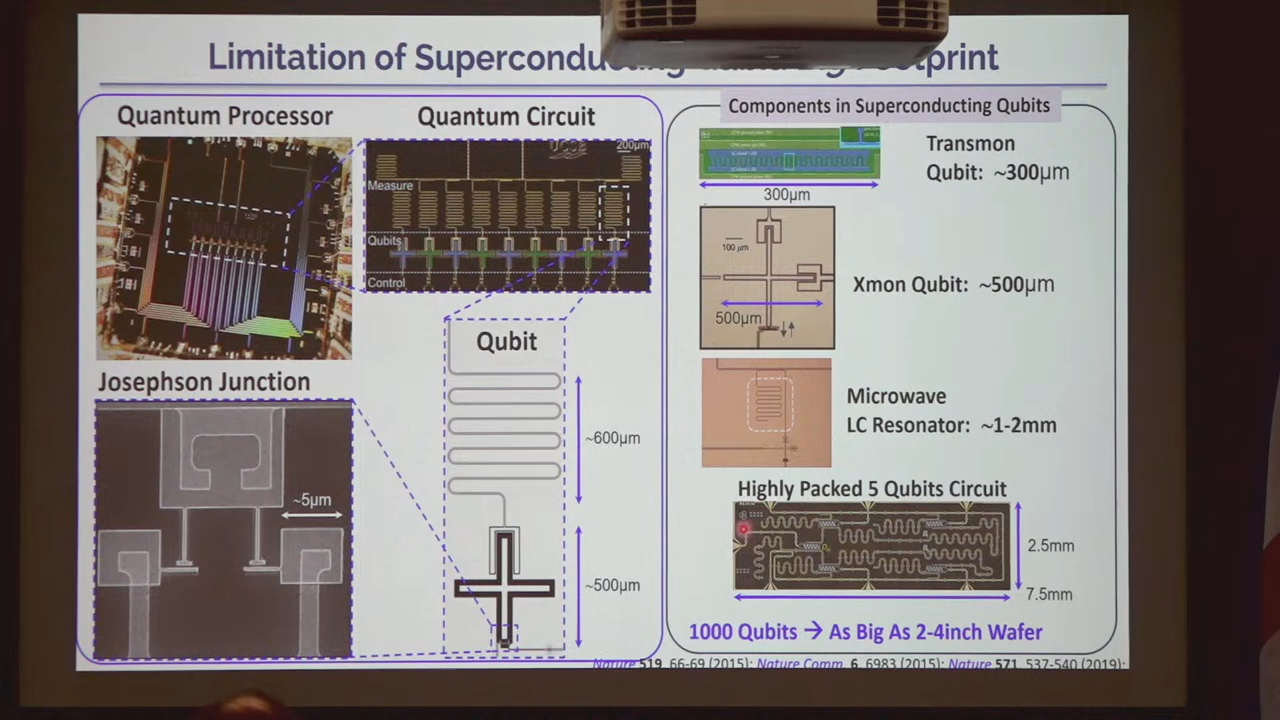 Limitation of Superconduc
print
Quantum Processor
Quantum Circuit
UCSB
200μm
Measure
Qubits
Control
Josephson Junction
~5μm
Qubit
~600μm
~500μm
Components in Superconducting Qubits
300μm
Transmon
Qubit: ~300μm
100 μm
500μm
Xmon Qubit: ~500μm
Microwave
LC Resonator: ~1-2mm
Highly Packed 5 Qubits Circuit
2.5mm
7.5mm
1000 Qubits → As Big As 2-4inch Wafer
Nature 519, 66-69 (2015); Nature Comm. 6, 6983 (2015); Nature 571, 537-540 (2019);